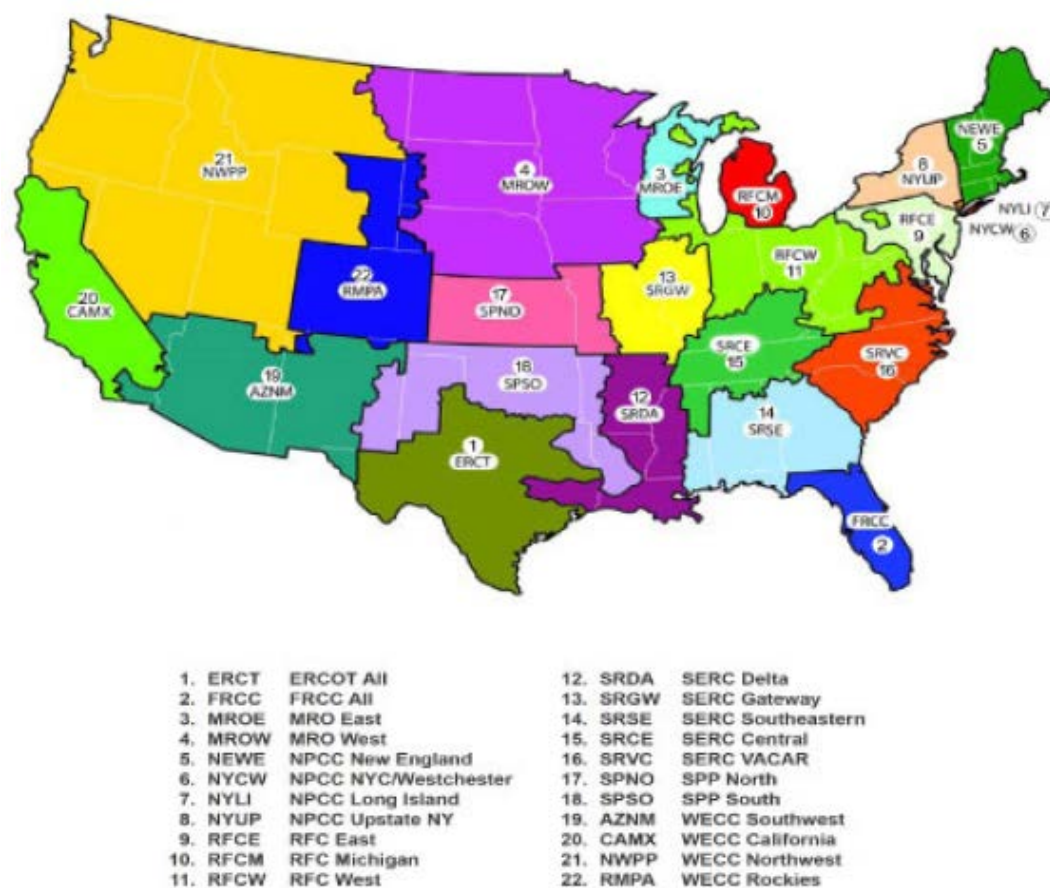 21
NWPP
4
MROW
3
MROE
NEWE
5
8
NYUP
RFCM
10
NYLI 7
NYCW 6
RFCE
9
RFCW
11
22
RMPA
13
SRGW
17
SPNO
20
CAMX
SRCE
15
SRVC
16
18
SPSO
19
AZNM
12
SRDA
14
SRSE
1
ERCT
FRCC
2
1. ERCT ERCOT All
2. FRCC FRCC All
3. MROE MRO East
4. MROW MRO West
5. NEWE NPCC New England
6. NYCW NPCC NYC/Westchester
7. NYLI NPCC Long Island
8. NYUP NPCC Upstate NY
9. RFCE RFC East
10. RFCM RFC Michigan
11. RFCW RFC West
12. SRDA SERC Delta
13. SRGW SERC Gateway
14. SRSE SERC Southeastern
15. SRCE SERC Central
16. SRVC SERC VACAR
17. SPNO SPP North
18. SPSO SPP South
19. AZNM WECC Southwest
20. CAMX WECC California
21. NWPP WECC Northwest
22. RMPA WECC Rockies